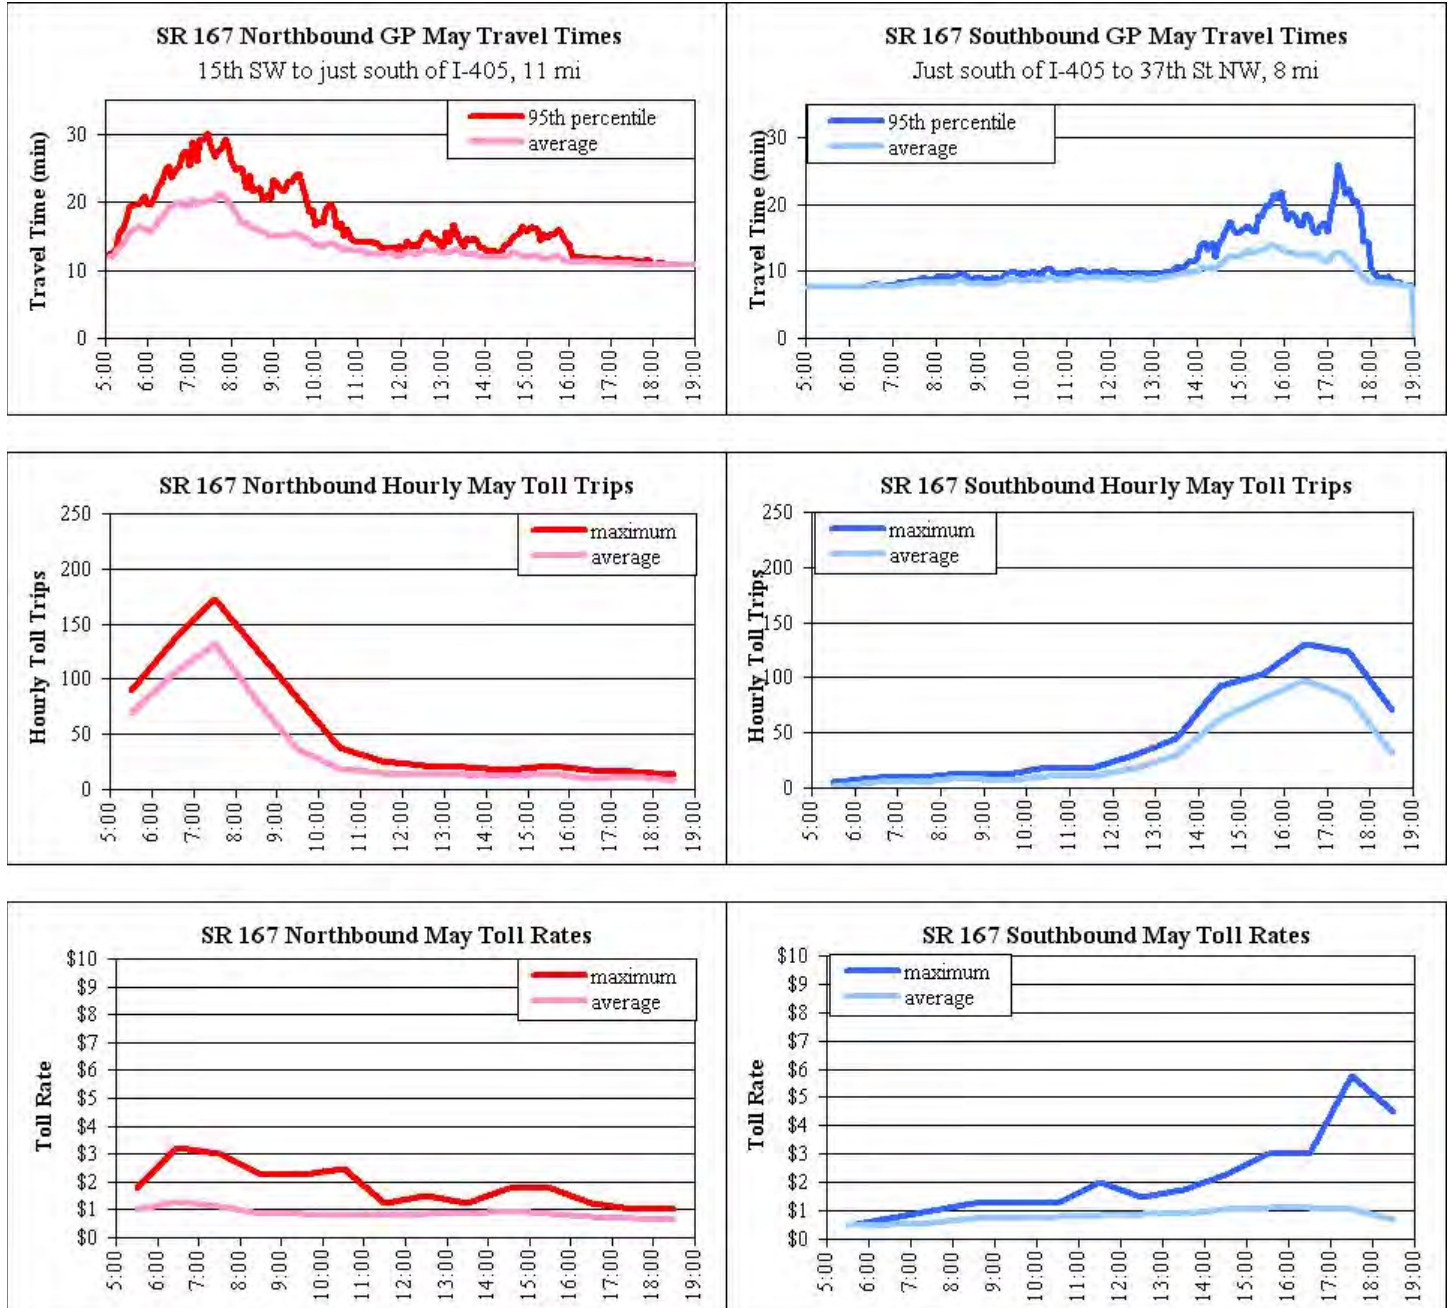 SR 167 Northbound GP May Travel Times
15th SW to just south of I-405, 11 mi
95th percentile
average
Travel Time (min)
30
20
10
0
5:00 6:00 7:00 8:00 9:00 10:00 11:00 12:00 13:00 14:00 15:00 16:00 17:00 18:00 19:00
SR 167 Southbound GP May Travel Times
Just south of I-405 to 37th St NW, 8 mi
95th percentile
average
Travel Time (min)
30
20
10
0
5:00 6:00 7:00 8:00 9:00 10:00 11:00 12:00 13:00 14:00 15:00 16:00 17:00 18:00 19:00
SR 167 Northbound Hourly May Toll Trips
maximum
average
Hourly Toll Trips
250
200
150
100
50
0
5:00 6:00 7:00 8:00 9:00 10:00 11:00 12:00 13:00 14:00 15:00 16:00 17:00 18:00 19:00
SR 167 Southbound Hourly May Toll Trips
maximum
average
Hourly Toll Trips
250
200
150
100
50
0
5:00 6:00 7:00 8:00 9:00 10:00 11:00 12:00 13:00 14:00 15:00 16:00 17:00 18:00 19:00
SR 167 Northbound May Toll Rates
maximum
average
Toll Rate
$10
$9
$8
$7
$6
$5
$4
$3
$2
$1
$0
5:00 6:00 7:00 8:00 9:00 10:00 11:00 12:00 13:00 14:00 15:00 16:00 17:00 18:00 19:00
SR 167 Southbound May Toll Rates
maximum
average
Toll Rate
$10
$9
$8
$7
$6
$5
$4
$3
$2
$1
$0
5:00 6:00 7:00 8:00 9:00 10:00 11:00 12:00 13:00 14:00 15:00 16:00 17:00 18:00 19:00